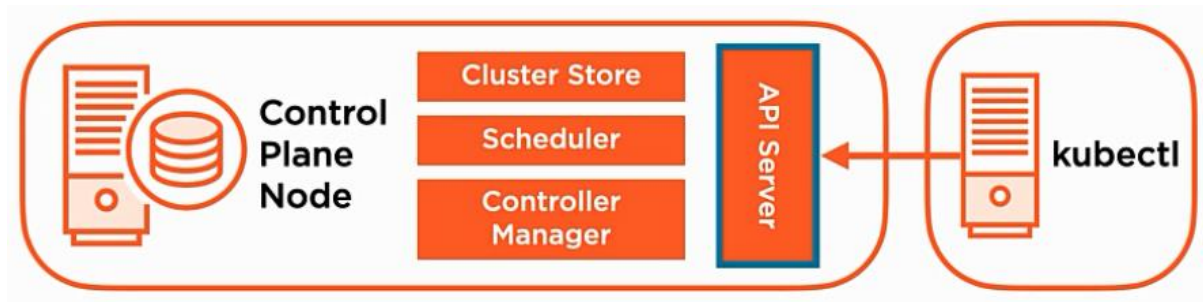 Control
Plane
Node
Cluster Store
Scheduler
Controller
Manager
API Server
kubectl